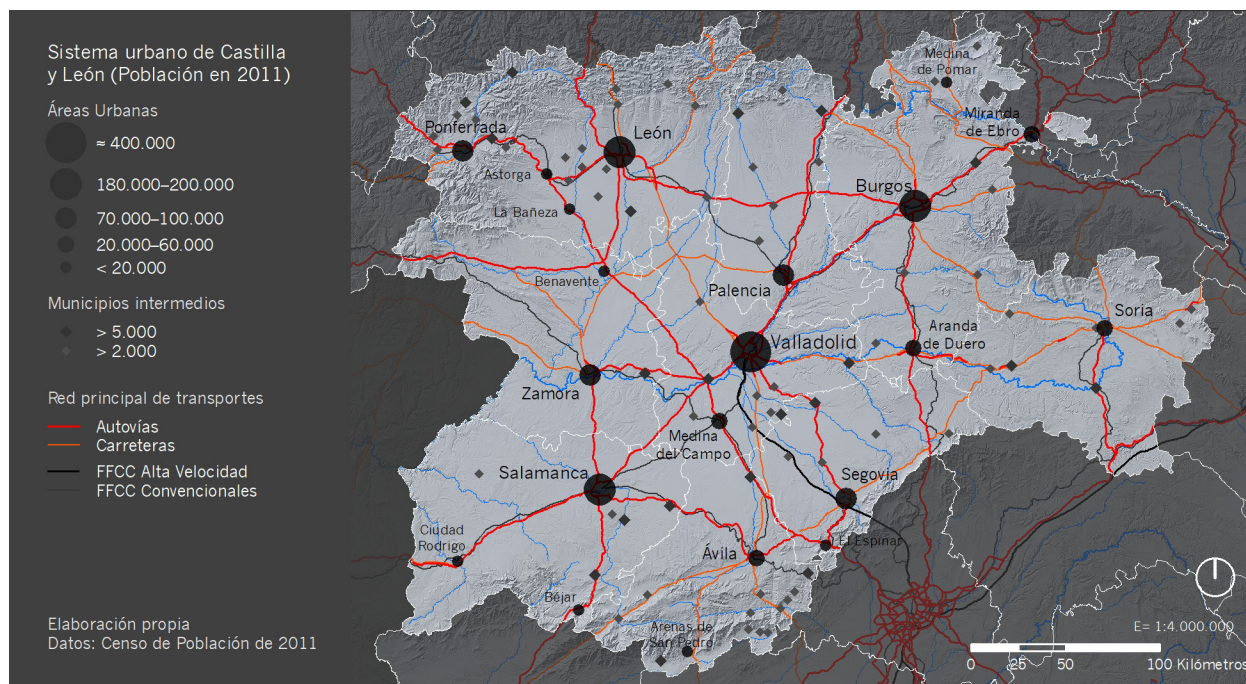 Sistema urbano de Castilla
y León (Población en 2011)
Áreas Urbanas
≈ 400.000
180.000–200.000
70.000–100.000
20.000–60.000
< 20.000
Municipios intermedios
> 5.000
> 2.000
Red principal de transportes
Autovías
Carreteras
FFCC Alta Velocidad
FFCC Convencionales
Elaboración propia
Datos: Censo de Población de 2011
Medina
de Pomar
Miranda
de Ebro
Ponferrada
León
Astorga
Burgos
La Bañeza
Benavente
Palencia
Soria
Aranda
de Duero
Valladolid
Zamora
Medina
del Campo
Salamanca
Segovia
Ciudad
Rodrigo
El Espinar
Ávila
Béjar
Arenas de
San Pedro
E= 1:4.000.000
0 25 50 100 Kilómetros